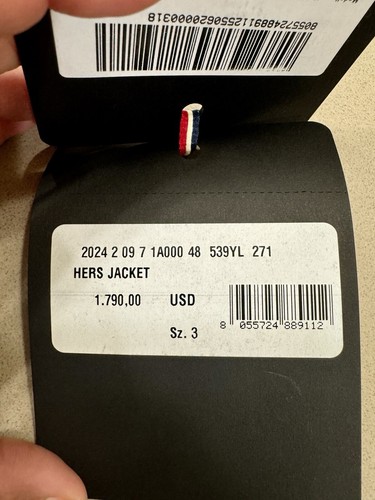 8055724889112550620000318
2024 2 09 7 1A000 48 539YL 271
HERS JACKET
1.790,00 USD
8 055724 889112
Sz. 3